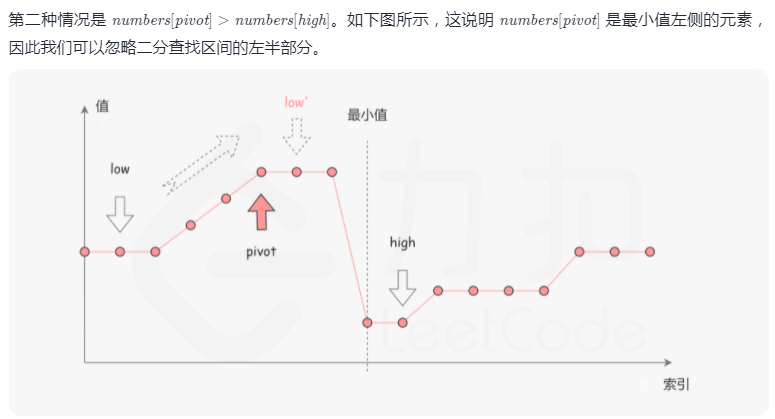 第二种情况是 numbers[pivot] > numbers[high]。如下图所示，这说明 numbers[pivot] 是最小值左侧的元素，
因此我们可以忽略二分查找区间的左半部分。
值
low'
最小值
low
力扣
pivot
high
LeetCode
索引